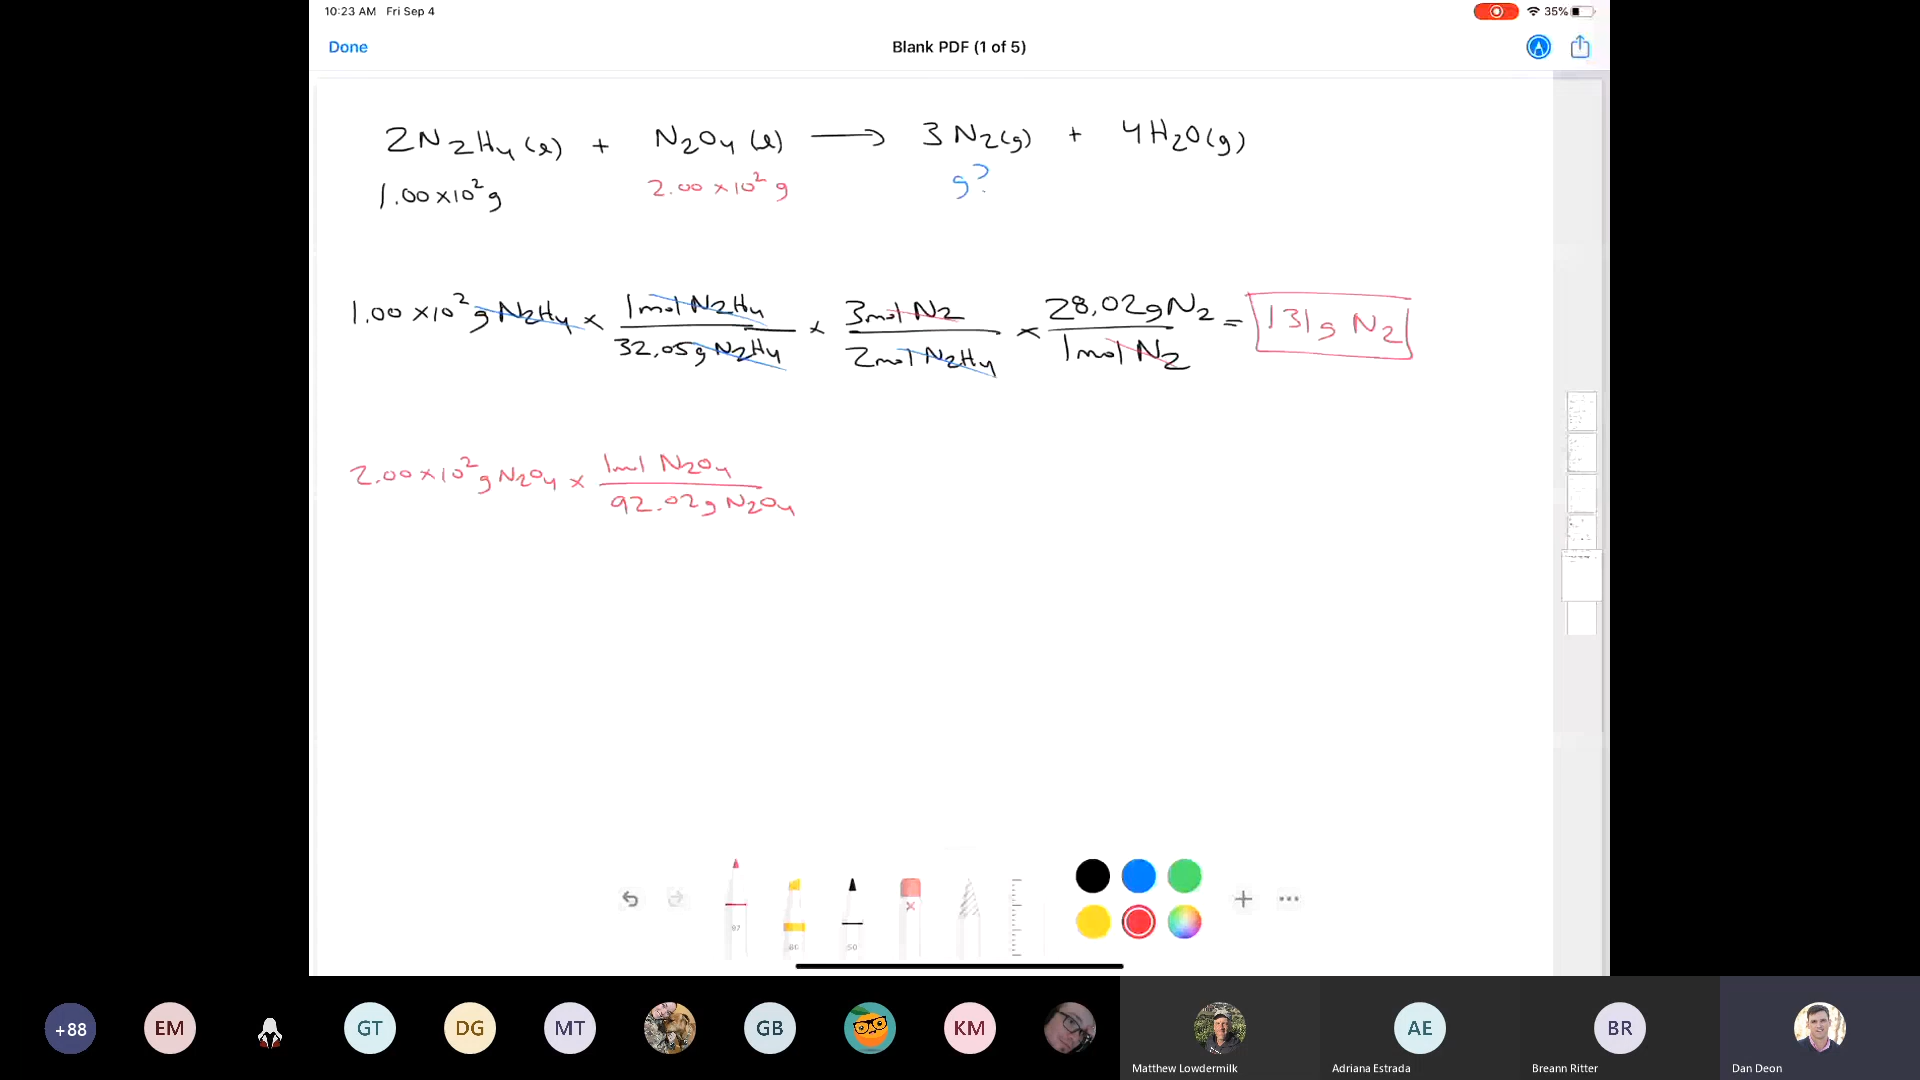 10:23 AM Fri Sep 4 35%
Done Blank PDF (1 of 5)
2N₂H₄(ℓ) + N₂O₄(ℓ) → 3N₂(g) + 4H₂O(g)
1.00×10² g 2.00×10² g g?
1.00×10² g N₂H₄ × 1mol N₂H₄ / 32.05g N₂H₄ × 3mol N₂ / 2mol N₂H₄ × 28.02g N₂ / 1mol N₂ = 131g N₂
2.00×10² g N₂O₄ × 1mol N₂O₄ / 92.02g N₂O₄
97 86 50
+88 EM GT DG MT GB KM AE BR
Matthew Lowdermilk Adriana Estrada Breann Ritter Dan Deon